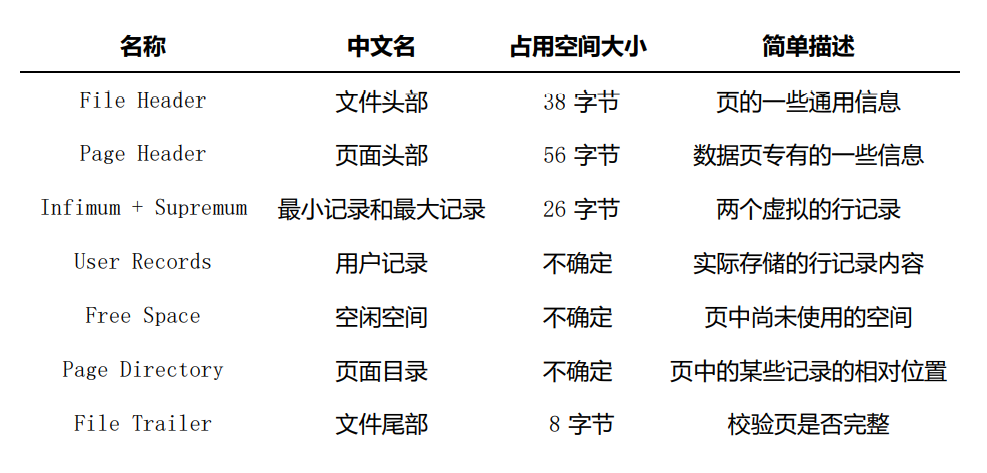 名称 中文名 占用空间大小 简单描述
File Header 文件头部 38 字节 页的一些通用信息
Page Header 页面头部 56 字节 数据页专有的一些信息
Infimum + Supremum 最小记录和最大记录 26 字节 两个虚拟的行记录
User Records 用户记录 不确定 实际存储的行记录内容
Free Space 空闲空间 不确定 页中尚未使用的空间
Page Directory 页面目录 不确定 页中的某些记录的相对位置
File Trailer 文件尾部 8 字节 校验页是否完整